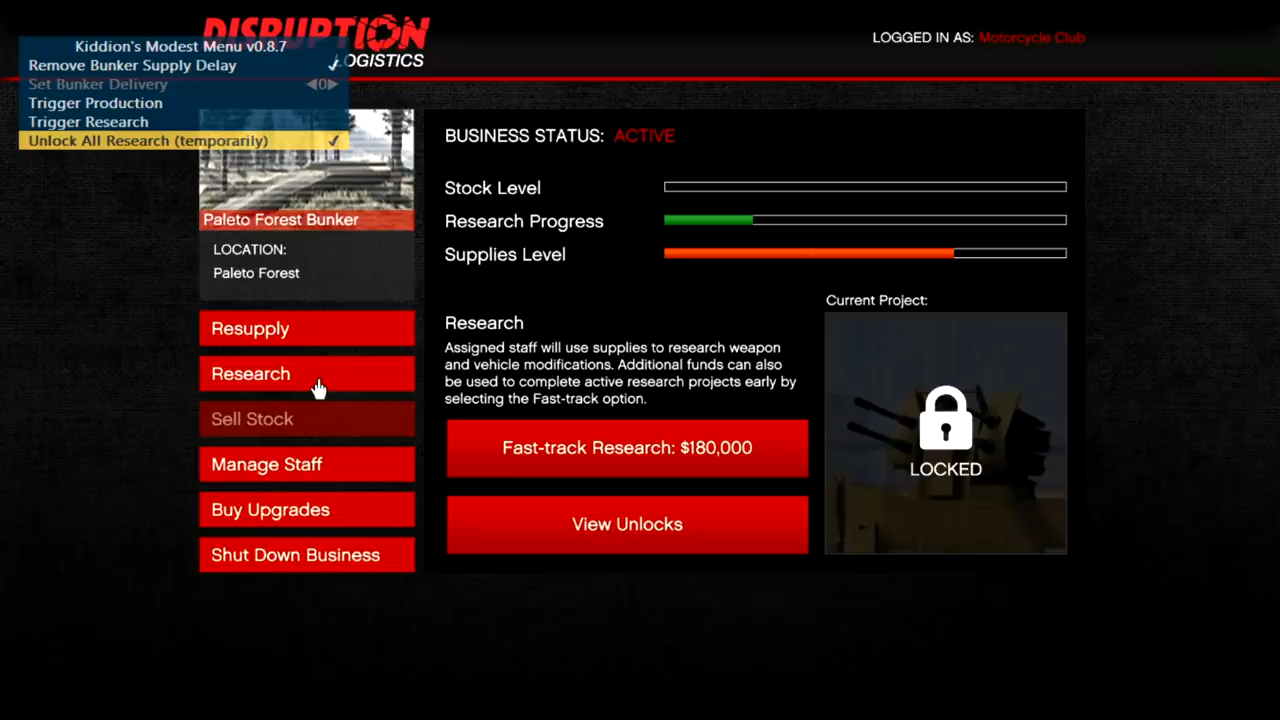 DISRUPTION
LOGISTICS
LOGGED IN AS: Motorcycle Club
Kiddion's Modest Menu v0.8.7
Remove Bunker Supply Delay
Set Bunker Delivery
0
Trigger Production
Trigger Research
Unlock All Research (temporarily)
Paleto Forest Bunker
LOCATION:
Paleto Forest
Resupply
Research
Sell Stock
Manage Staff
Buy Upgrades
Shut Down Business
BUSINESS STATUS: ACTIVE
Stock Level
Research Progress
Supplies Level
Research
Assigned staff will use supplies to research weapon
and vehicle modifications. Additional funds can also
be used to complete active research projects early by
selecting the Fast-track option.
Fast-track Research: $180,000
View Unlocks
Current Project:
LOCKED